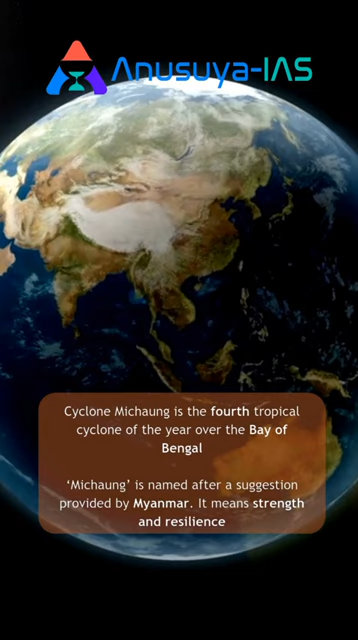 Anusuya-IAS
Cyclone Michaung is the fourth tropical
cyclone of the year over the Bay of
Bengal
‘Michaung’ is named after a suggestion
provided by Myanmar. It means strength
and resilience